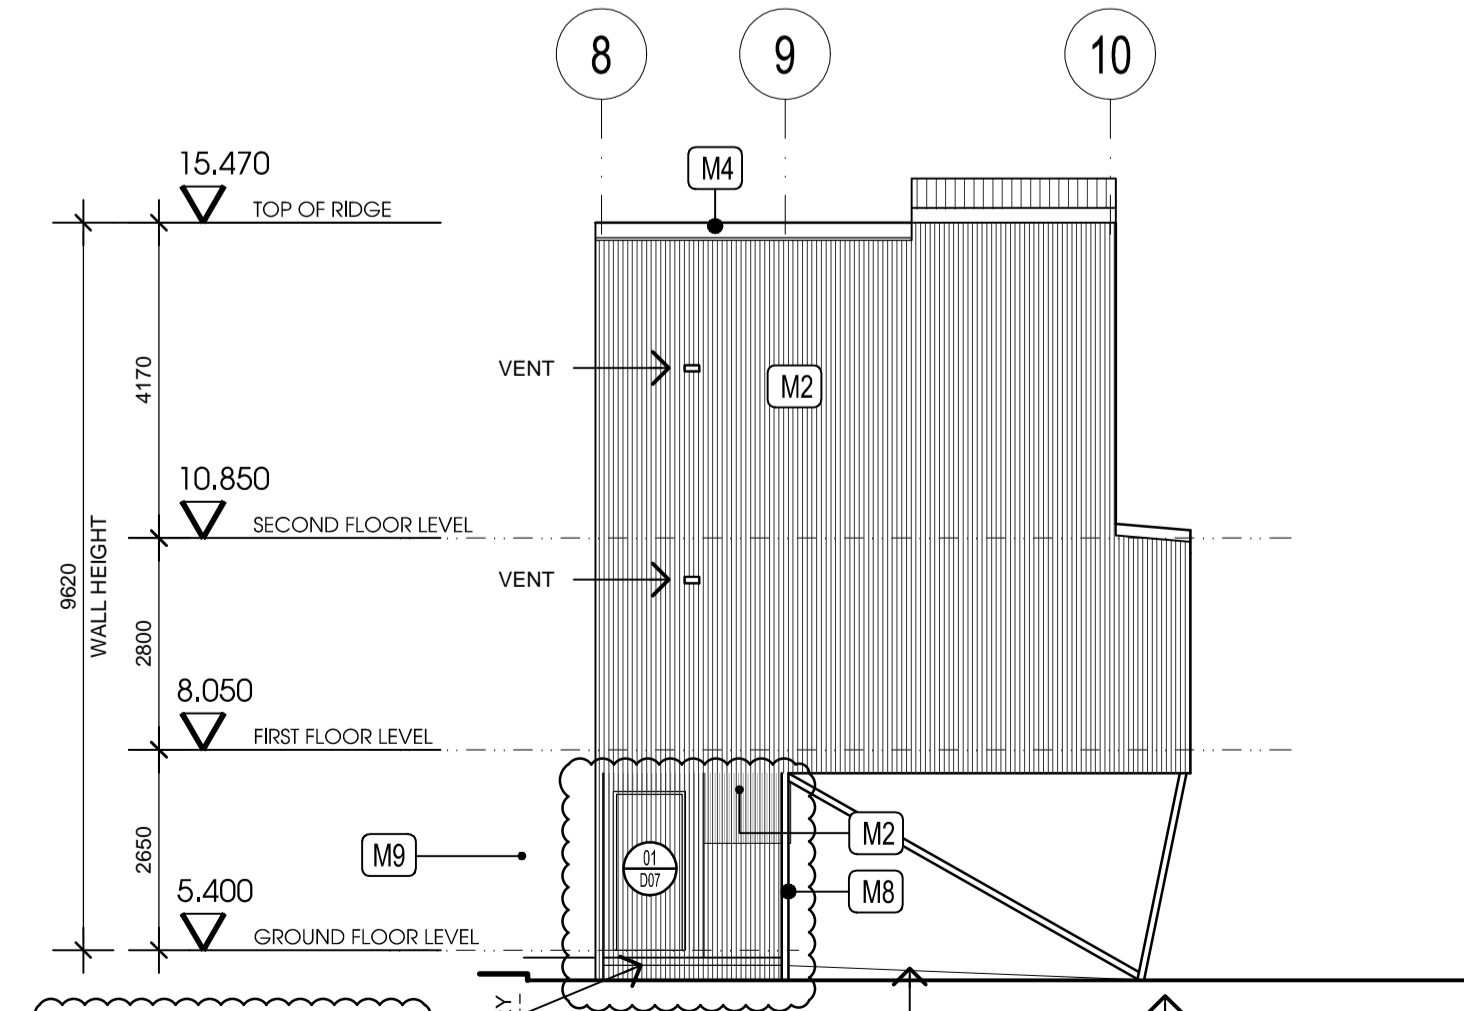 8
9
10
15.470
TOP OF RIDGE
M4
4170
VENT
M2
10.850
SECOND FLOOR LEVEL
9620
WALL HEIGHT
VENT
2800
8.050
FIRST FLOOR LEVEL
2650
M9
01
D07
M2
M8
5.400
GROUND FLOOR LEVEL